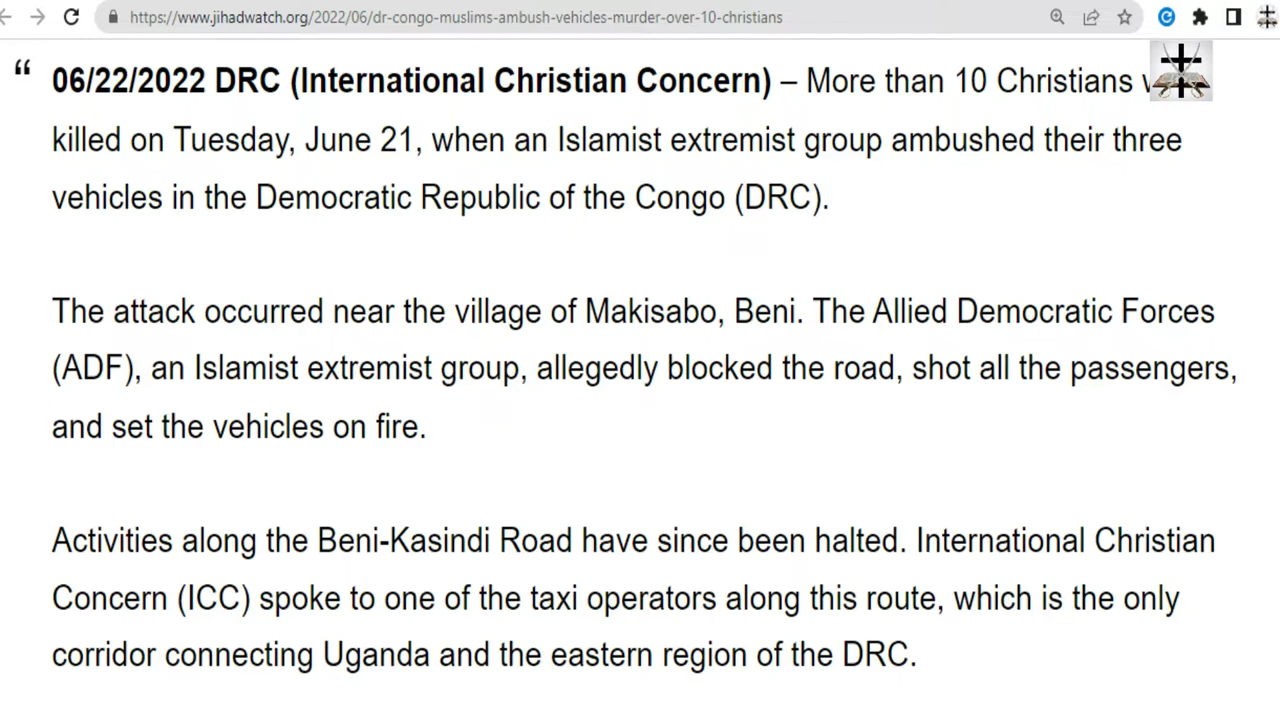 https://www.jihadwatch.org/2022/06/dr-congo-muslims-ambush-vehicles-murder-over-10-christians
“ 06/22/2022 DRC (International Christian Concern) – More than 10 Christians
killed on Tuesday, June 21, when an Islamist extremist group ambushed their three
vehicles in the Democratic Republic of the Congo (DRC).
The attack occurred near the village of Makisabo, Beni. The Allied Democratic Forces
(ADF), an Islamist extremist group, allegedly blocked the road, shot all the passengers,
and set the vehicles on fire.
Activities along the Beni-Kasindi Road have since been halted. International Christian
Concern (ICC) spoke to one of the taxi operators along this route, which is the only
corridor connecting Uganda and the eastern region of the DRC.